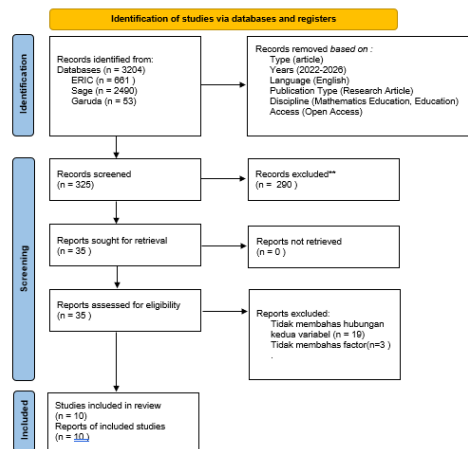 Identification of studies via databases and registers
Identification
Records identified from:
Databases (n = 3204)
ERIC (n = 661 )
Sage (n = 2490)
Garuda (n = 53)
Records removed based on :
Type (article)
Years (2022-2026)
Language (English)
Publication Type (Research Article)
Discipline (Mathematics Education, Education)
Access (Open Access)
Screening
Records screened
(n = 325)
Records excluded**
(n = 290 )
Reports sought for retrieval
(n = 35 )
Reports not retrieved
(n = 0 )
Reports assessed for eligibility
(n = 35 )
Reports excluded:
Tidak membahas hubungan
kedua variabel (n = 19)
Tidak membahas factor(n=3 )
.
Included
Studies included in review
(n = 10)
Reports of included studies
(n = 10 )